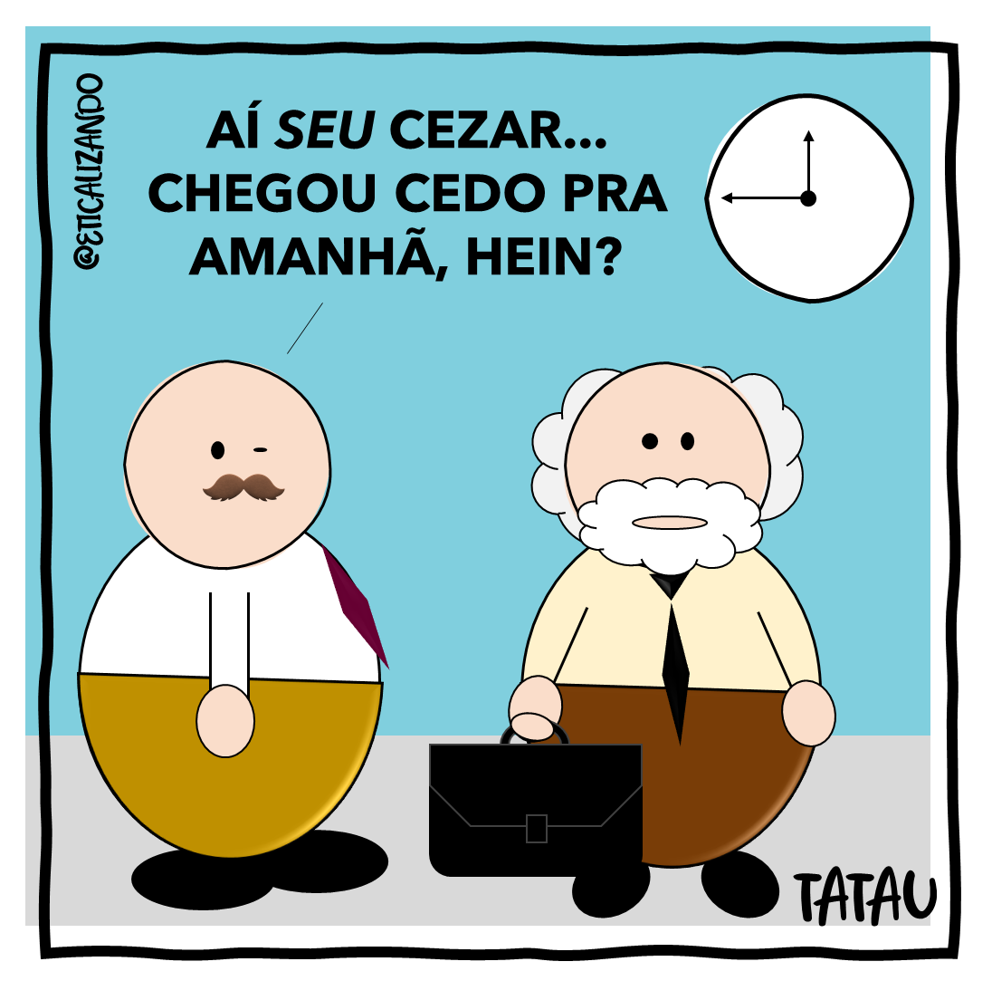 @ETICALIZANDO
AÍ SEU CEZAR...
CHEGOU CEDO PRA
AMANHÃ, HEIN?
TATAU